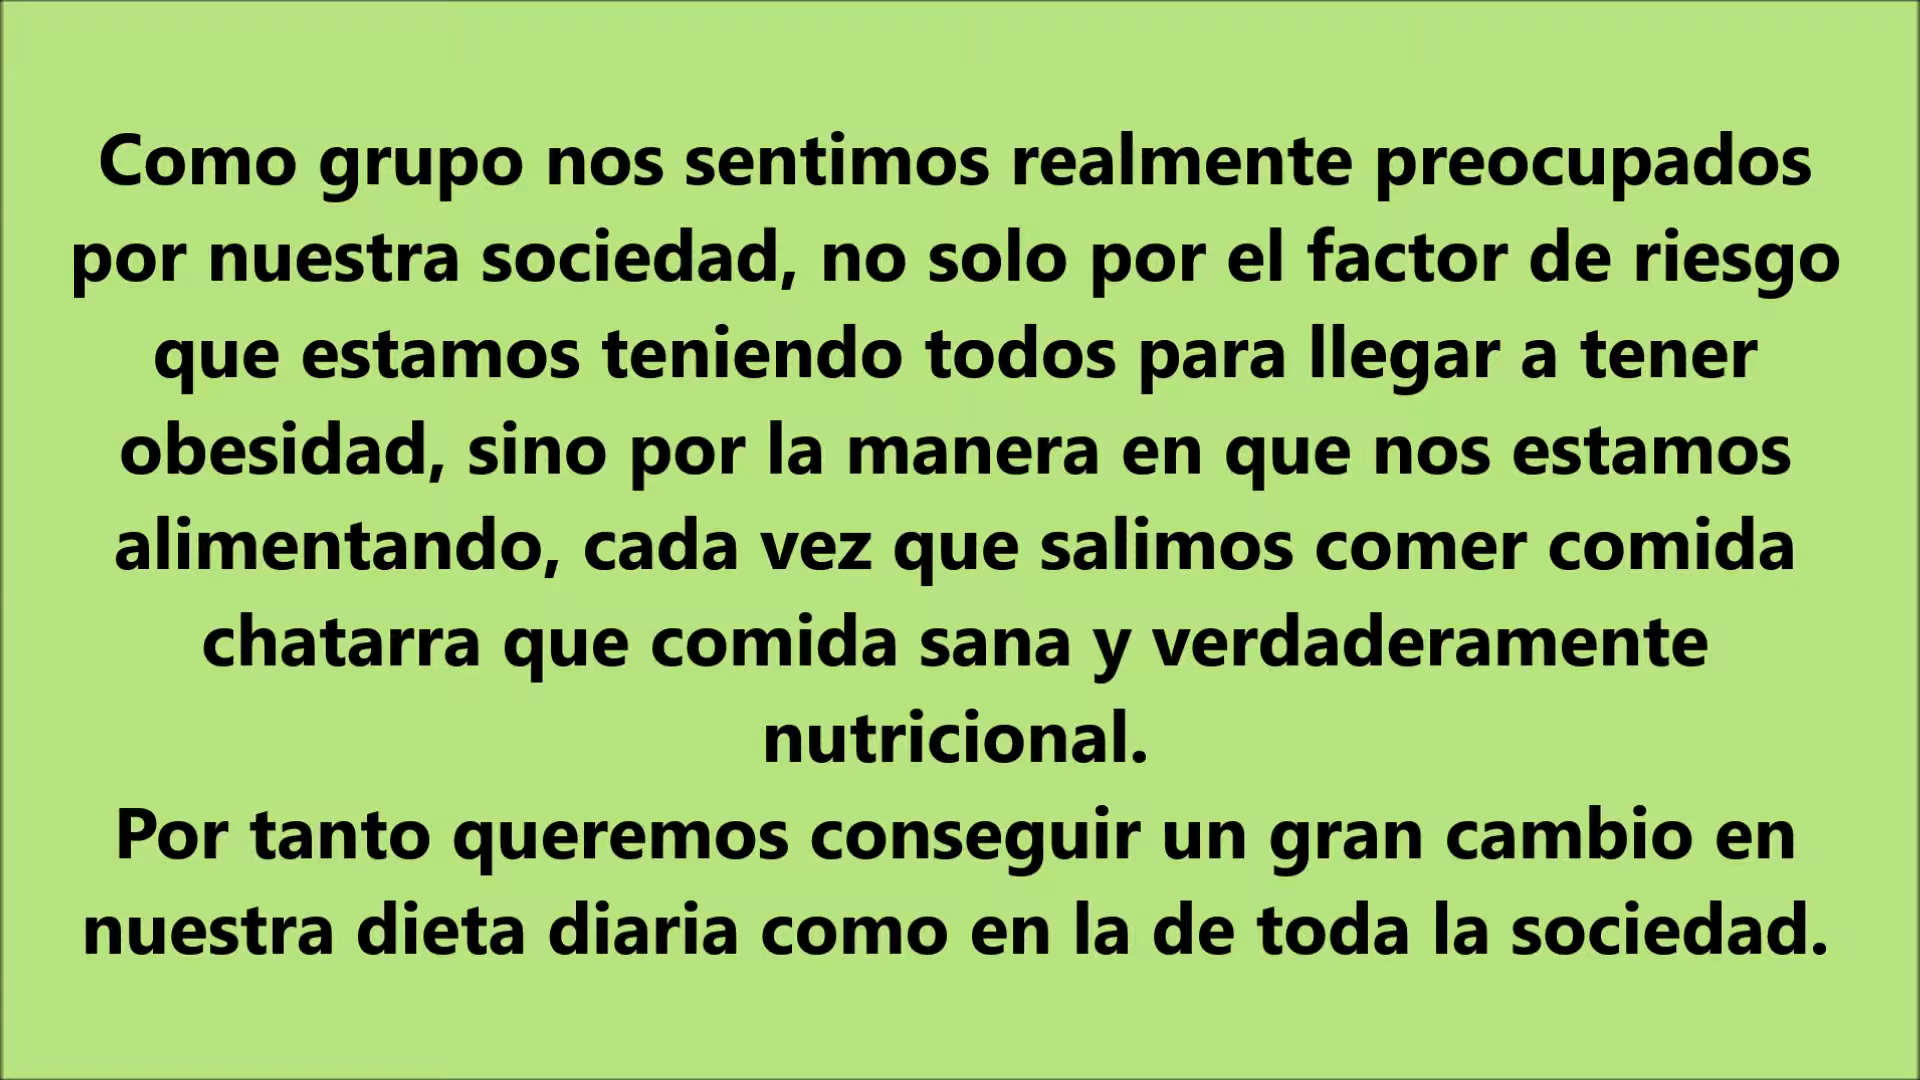 Como grupo nos sentimos realmente preocupados
por nuestra sociedad, no solo por el factor de riesgo
que estamos teniendo todos para llegar a tener
obesidad, sino por la manera en que nos estamos
alimentando, cada vez que salimos comer comida
chatarra que comida sana y verdaderamente
nutricional.
Por tanto queremos conseguir un gran cambio en
nuestra dieta diaria como en la de toda la sociedad.